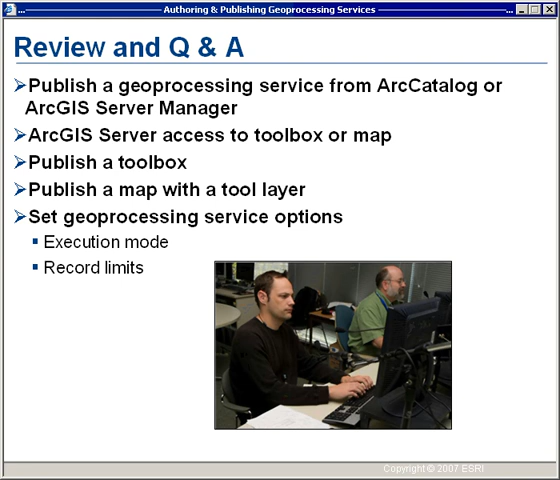 Authoring & Publishing Geoprocessing Services
Review and Q & A
Publish a geoprocessing service from ArcCatalog or
ArcGIS Server Manager
ArcGIS Server access to toolbox or map
Publish a toolbox
Publish a map with a tool layer
Set geoprocessing service options
Execution mode
Record limits
Copyright © 2007 ESRI